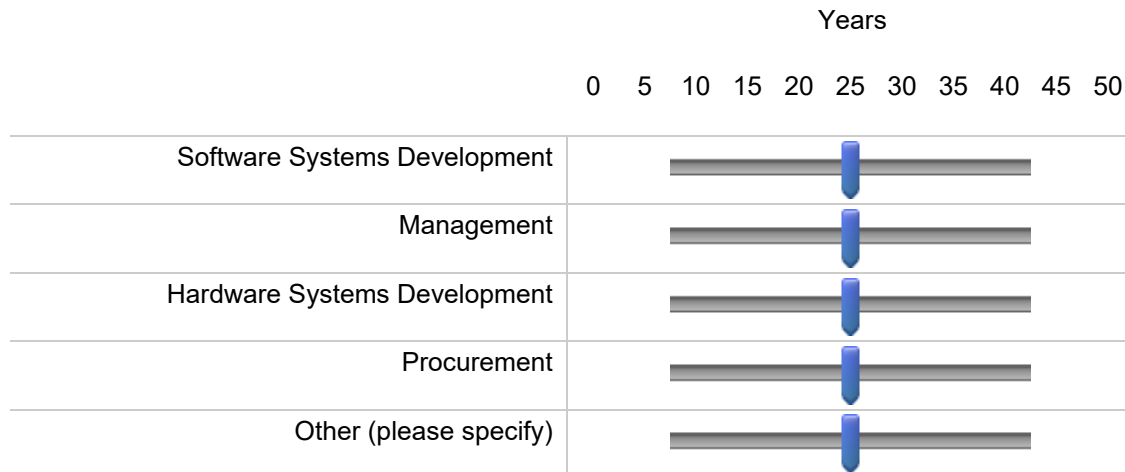 Years
0 5 10 15 20 25 30 35 40 45 50
Software Systems Development
Management
Hardware Systems Development
Procurement
Other (please specify)